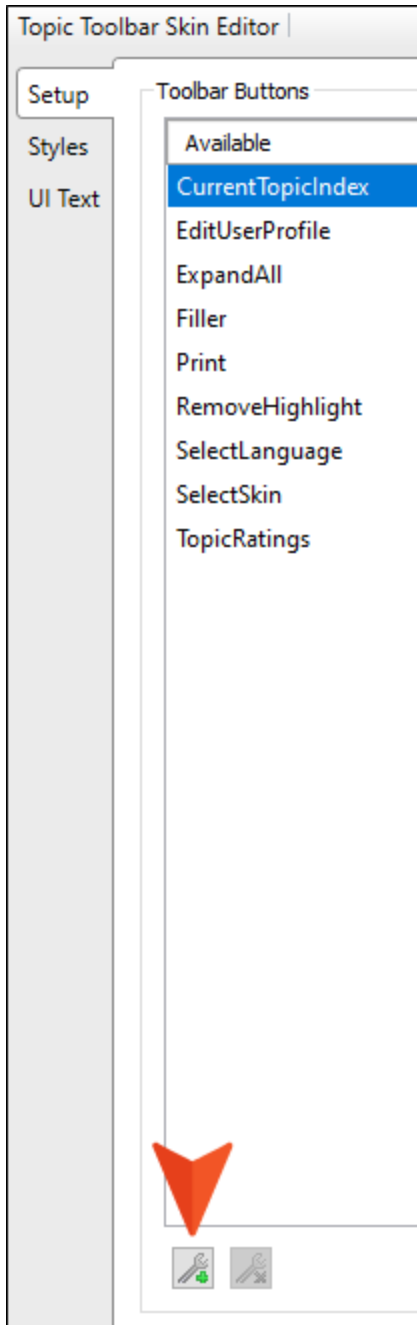 Topic Toolbar Skin Editor
Setup
Styles
UI Text
Toolbar Buttons
Available
CurrentTopicIndex
EditUserProfile
ExpandAll
Filler
Print
RemoveHighlight
SelectLanguage
SelectSkin
TopicRatings